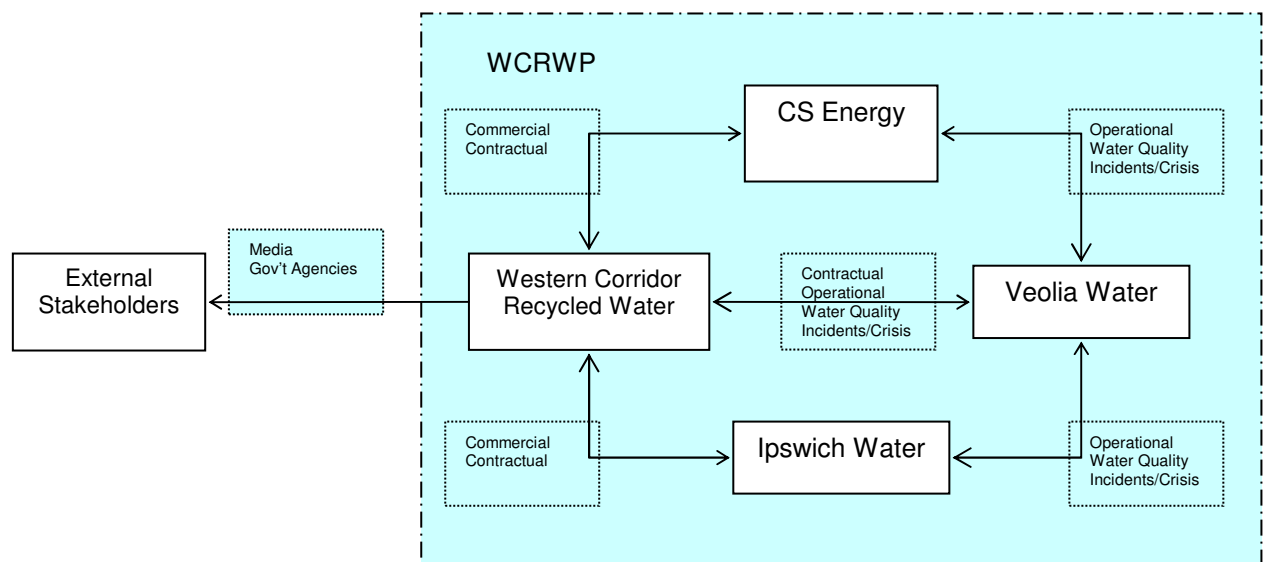 WCRWP
CS Energy
Commercial
Contractual
Operational
Water Quality
Incidents/Crisis
Media
Gov't Agencies
External
Stakeholders
Western Corridor
Recycled Water
Contractual
Operational
Water Quality
Incidents/Crisis
Veolia Water
Commercial
Contractual
Ipswich Water
Operational
Water Quality
Incidents/Crisis